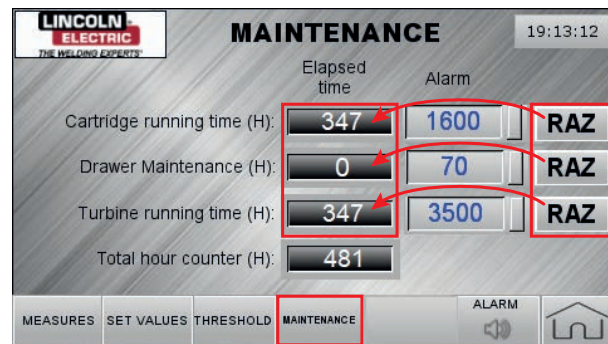 LINCOLN
ELECTRIC
THE WELDING EXPERTS®
MAINTENANCE
19:13:12
Elapsed time
Alarm
Cartridge running time (H): 347 1600 RAZ
Drawer Maintenance (H): 0 70 RAZ
Turbine running time (H): 347 3500 RAZ
Total hour counter (H): 481
MEASURES SET VALUES THRESHOLD MAINTENANCE ALARM